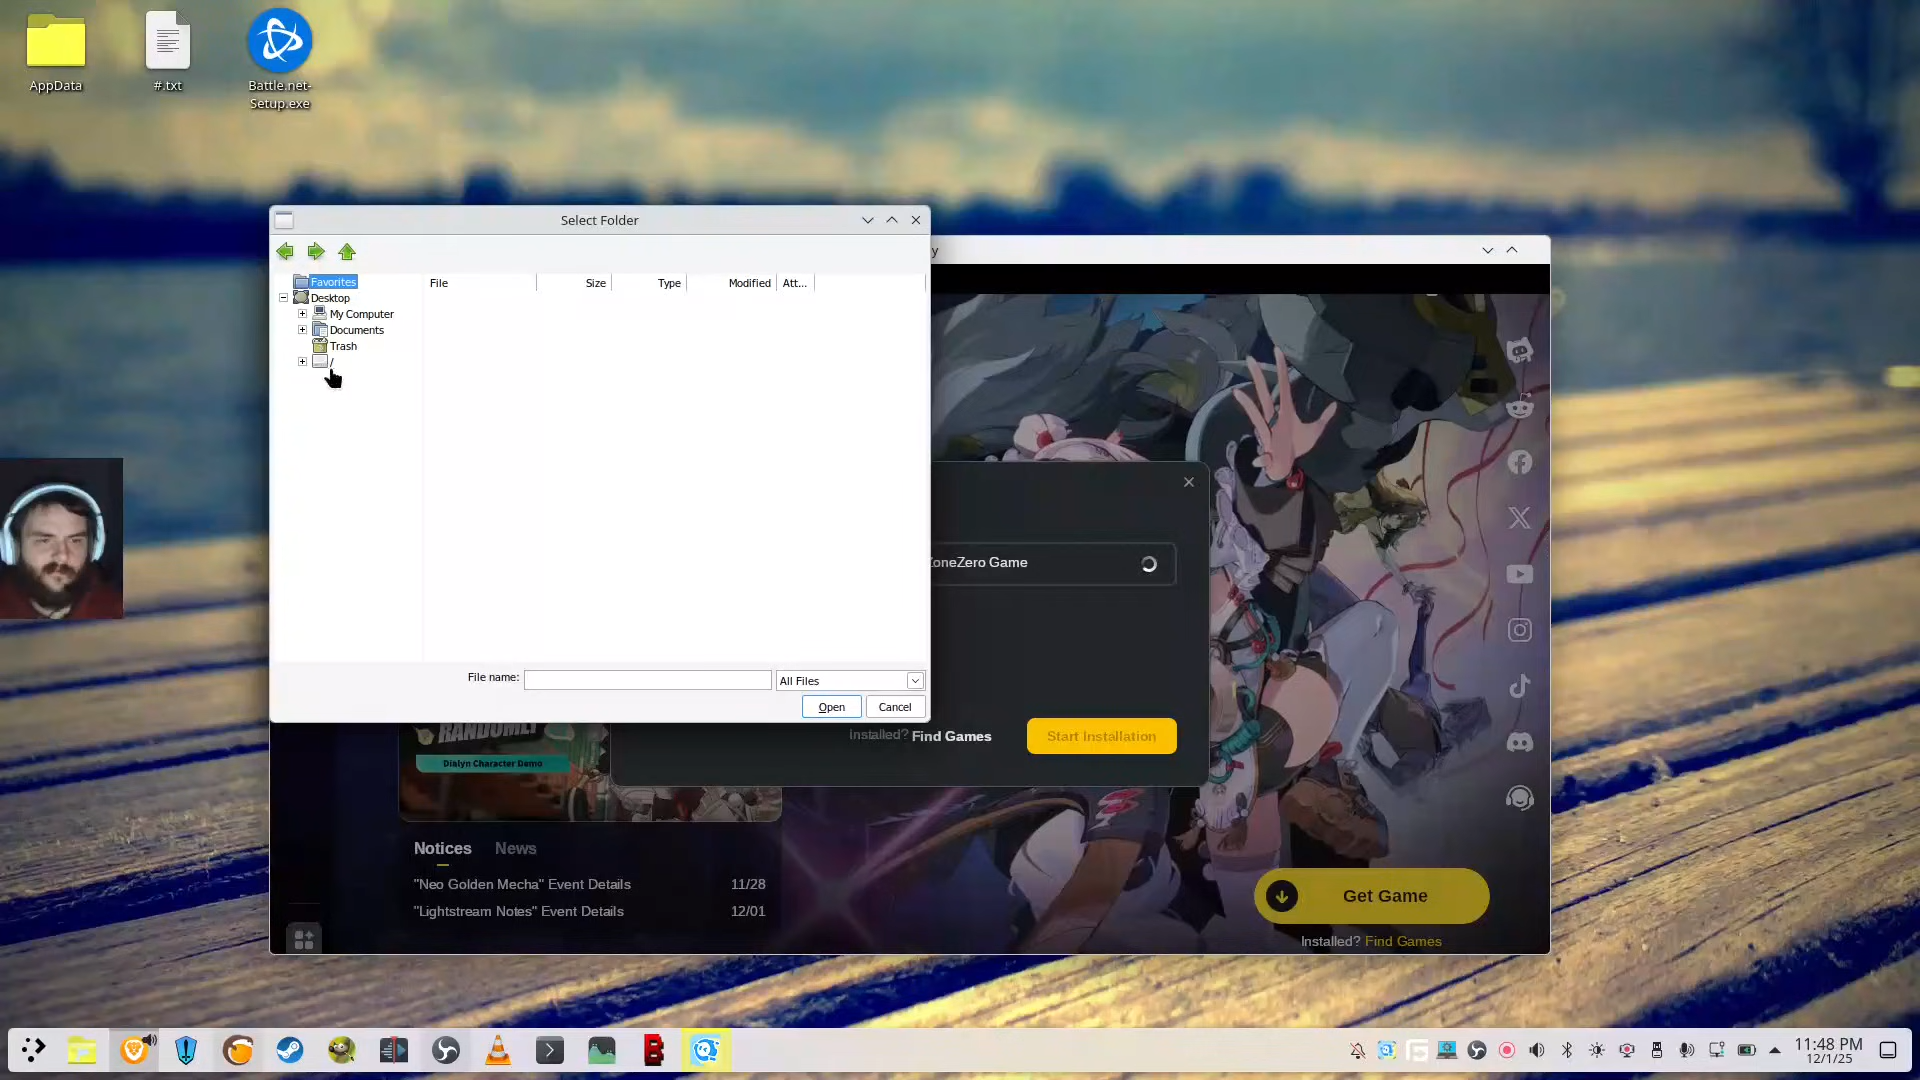 AppData
#.txt
Battle.net-
Setup.exe
Select Folder
y
Favorites
Desktop
My Computer
Documents
Trash
/
File
Size
Type
Modified
Att...
ZoneZero Game
File name:
All Files
Open
Cancel
Installed? Find Games
Start Installation
RANDOMLY
Dialyn Character Demo
Notices
News
"Neo Golden Mecha" Event Details
11/28
"Lightstream Notes" Event Details
12/01
Get Game
Installed? Find Games
11:48 PM
12/1/25